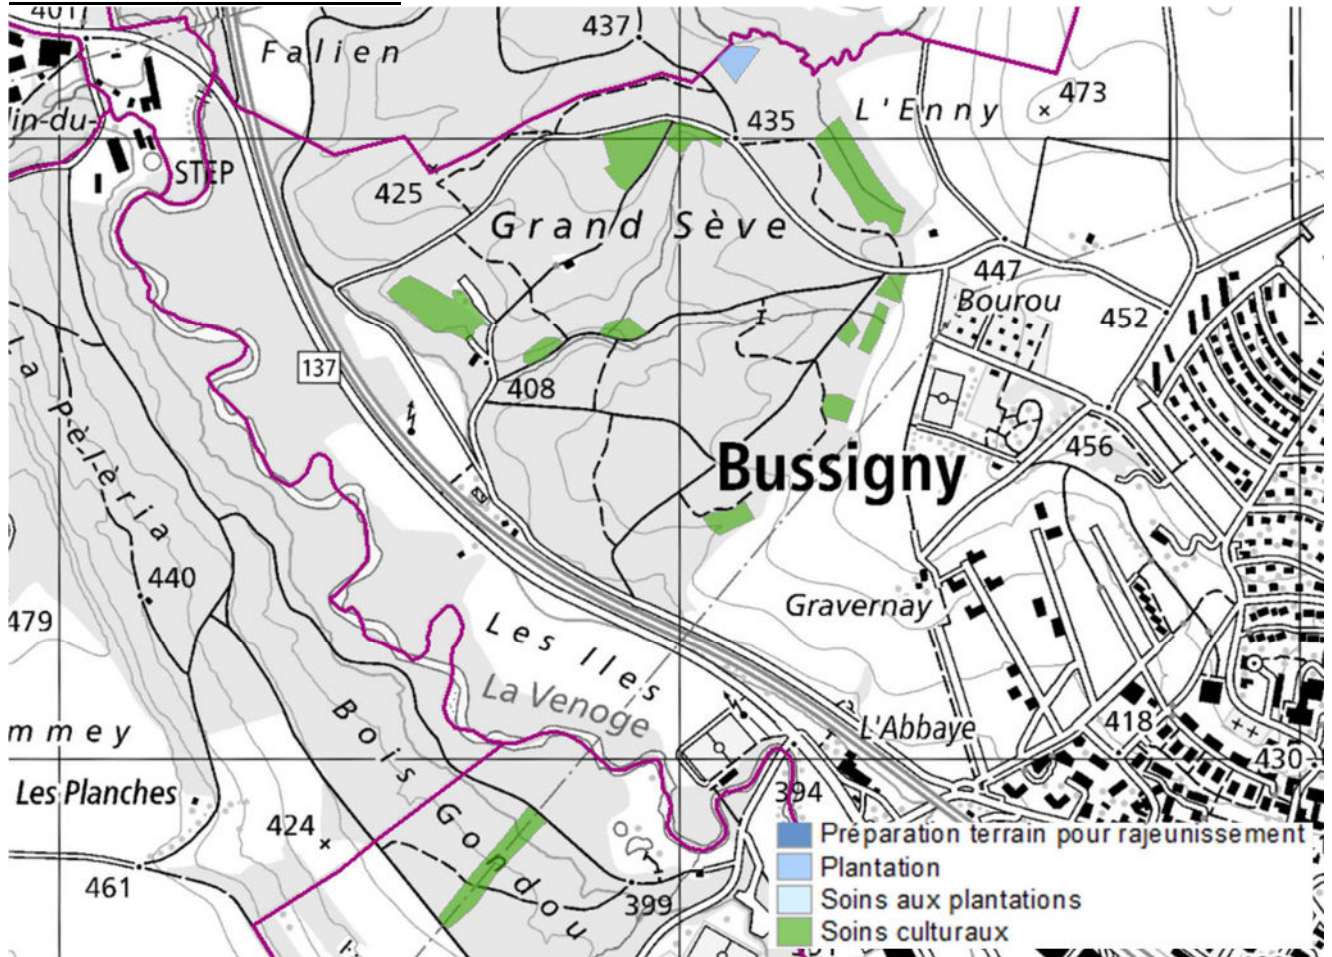 401
Falien
437
L'Enny
473
in-du-
STEP
425
435
Grand Sève
447
Bourou
452
137
408
la Pèlèria
456
Bussigny
440
Gravernay
479
Les Iles
La Venoge
mmey
Bois Gondou
L'Abbaye
418
430
Les Planches
424
394
461
399
Préparation terrain pour rajeunissement
Plantation
Soins aux plantations
Soins culturaux